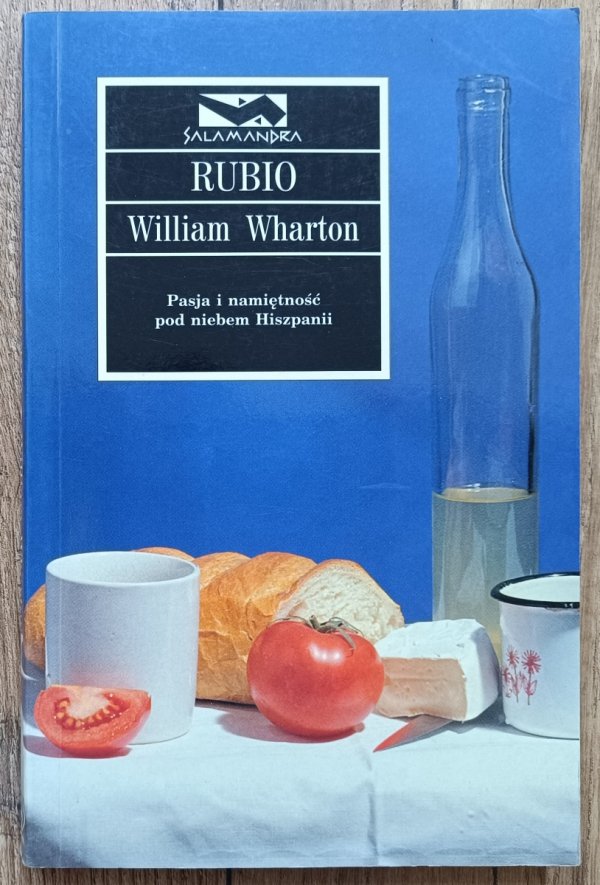 SALAMANDRA
RUBIO
William Wharton
Pasja i namiętność
pod niebem Hiszpanii